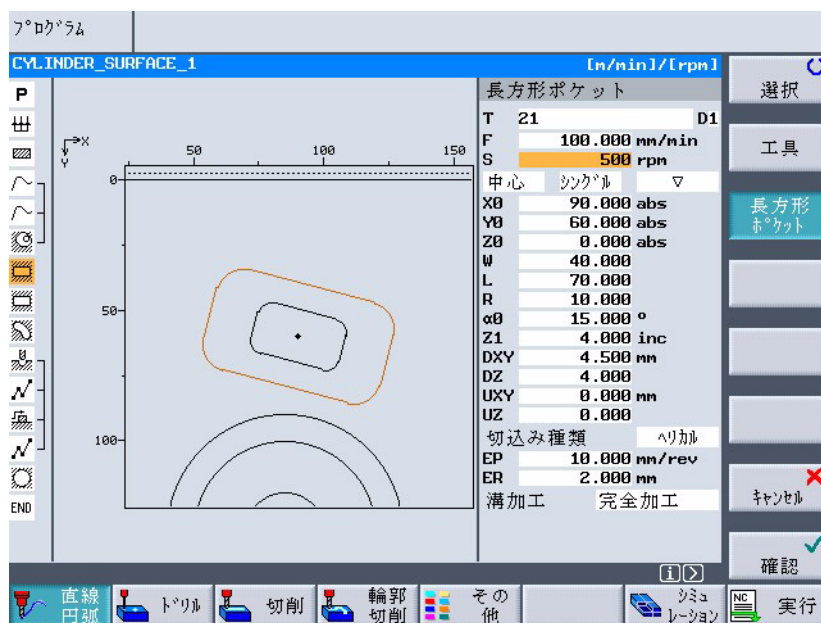 プログラム
CYLINDER_SURFACE_1 [m/min]/[rpm]
P
END
X
Y
50 100 150
0
50
100
長方形ポケット
T 21 D1
F 100.000 mm/min
S 500 rpm
中心 シングル ▽
X0 90.000 abs
Y0 60.000 abs
Z0 0.000 abs
W 40.000
L 70.000
R 10.000
α0 15.000 °
Z1 4.000 inc
DXY 4.500 mm
DZ 4.000
UXY 0.000 mm
UZ 0.000
切込み種類 ヘリカル
EP 10.000 mm/rev
ER 2.000 mm
溝加工 完全加工
選択
工具
長方形
ポケット
キャンセル
確認
i
直線
円弧
ドリル
切削
輪郭
切削
その
他
シミュ
レーション
NC
実行